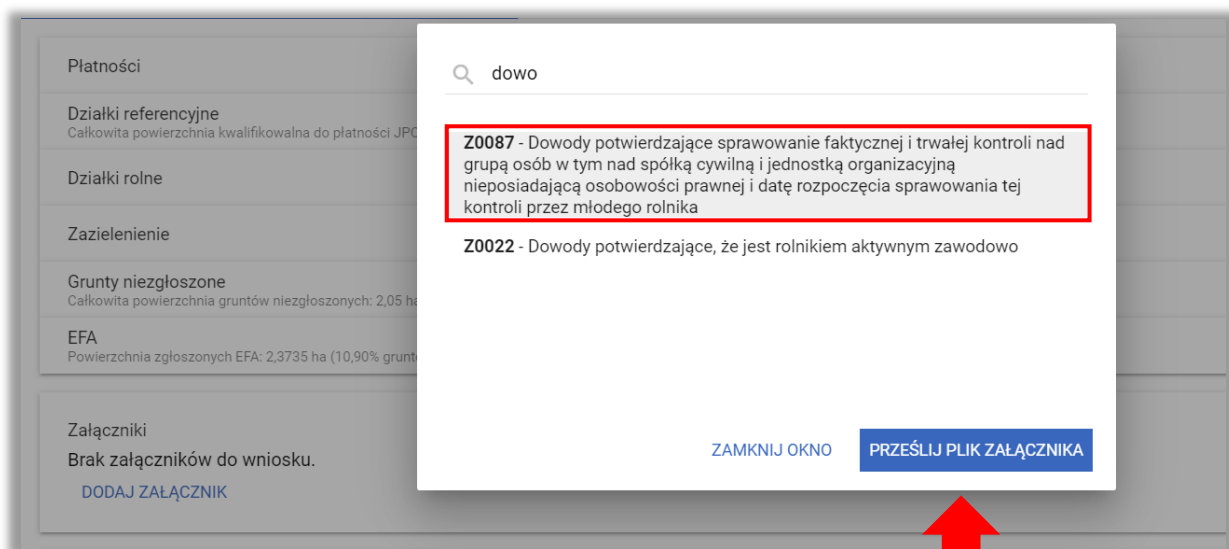 Płatności
Działki referencyjne
Całkowita powierzchnia kwalifikowalna do płatności JPO
Działki rolne
Zazielenienie
Grunty niezgłoszone
Całkowita powierzchnia gruntów niezgłoszonych: 2,05 ha
EFA
Powierzchnia zgłoszonych EFA: 2,3735 ha (10,90% grunt
Załączniki
Brak załączników do wniosku.
DODAJ ZAŁĄCZNIK
dowo
Z0087 - Dowody potwierdzające sprawowanie faktycznej i trwałej kontroli nad
grupą osób w tym nad spółką cywilną i jednostką organizacyjną
nieposiadającą osobowości prawnej i datę rozpoczęcia sprawowania tej
kontroli przez młodego rolnika
Z0022 - Dowody potwierdzające, że jest rolnikiem aktywnym zawodowo
ZAMKNIJ OKNO
PRZEŚLIJ PLIK ZAŁĄCZNIKA